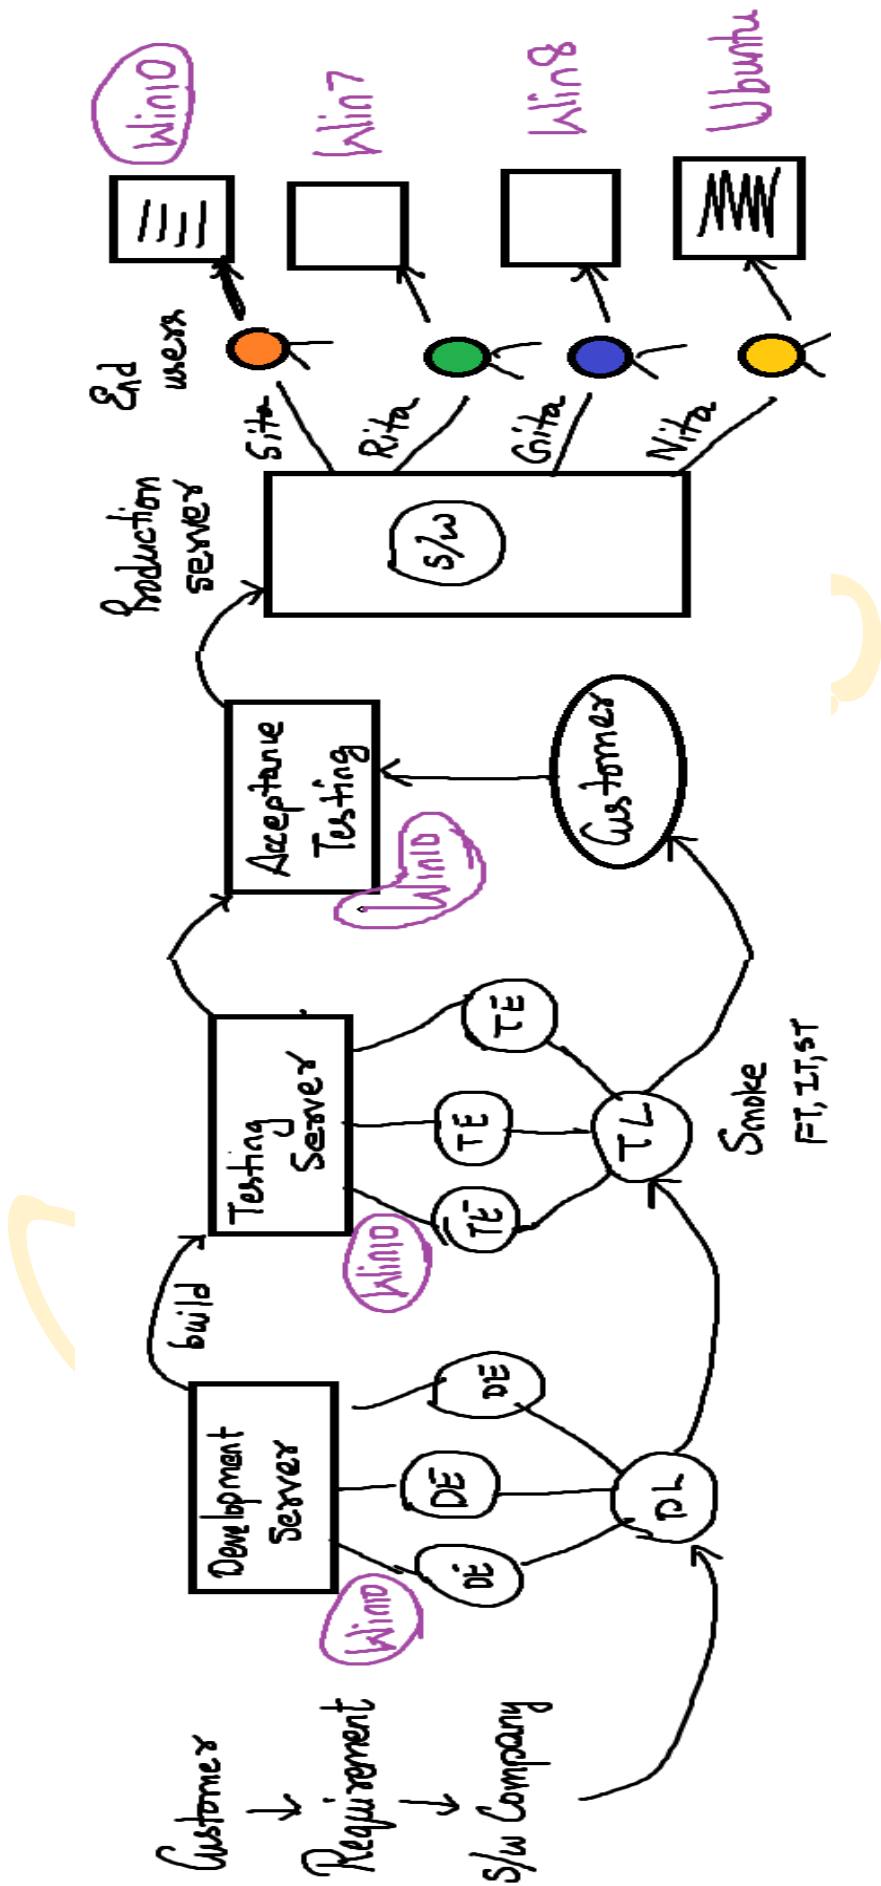 Customer
↓
Requirement
↓
S/w Company
Development
Server
Win10
DE
DE
DE
DL
build
Testing
Server
Win10
TE
TE
TE
TL
Smoke
FT, IT, ST
Acceptance
Testing
Win10
Customer
Production
server
S/w
End
users
Sita
Rita
Gita
Nita
Win10
Win7
Win8
Ubuntu